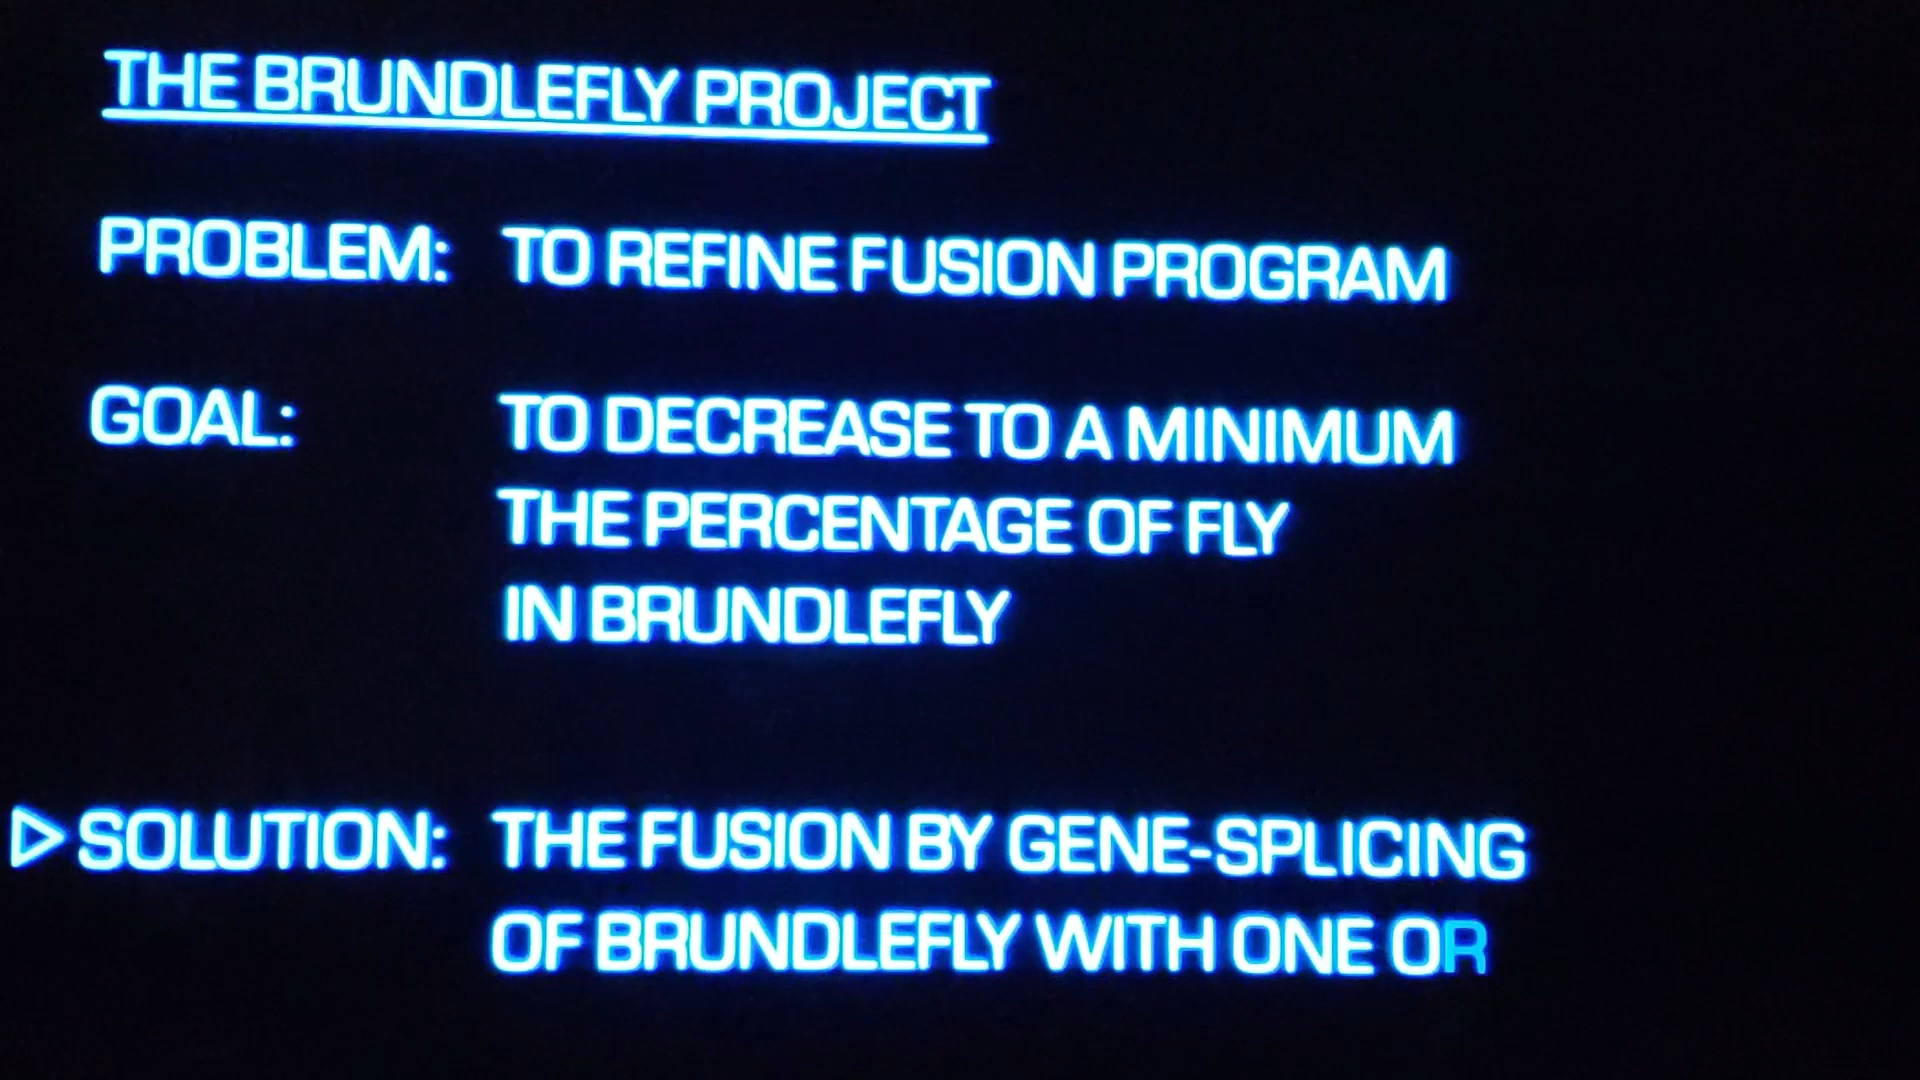 THE BRUNDLEFLY PROJECT
PROBLEM: TO REFINE FUSION PROGRAM
GOAL: TO DECREASE TO A MINIMUM
THE PERCENTAGE OF FLY
IN BRUNDLEFLY
SOLUTION: THE FUSION BY GENE-SPLICING
OF BRUNDLEFLY WITH ONE OR